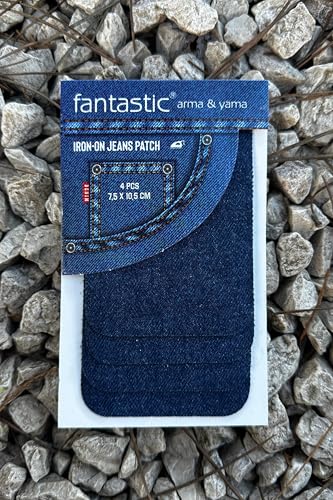 fantastic® arma & yama
IRON-ON JEANS PATCH
4 PCS
7,5 X 10,5 CM